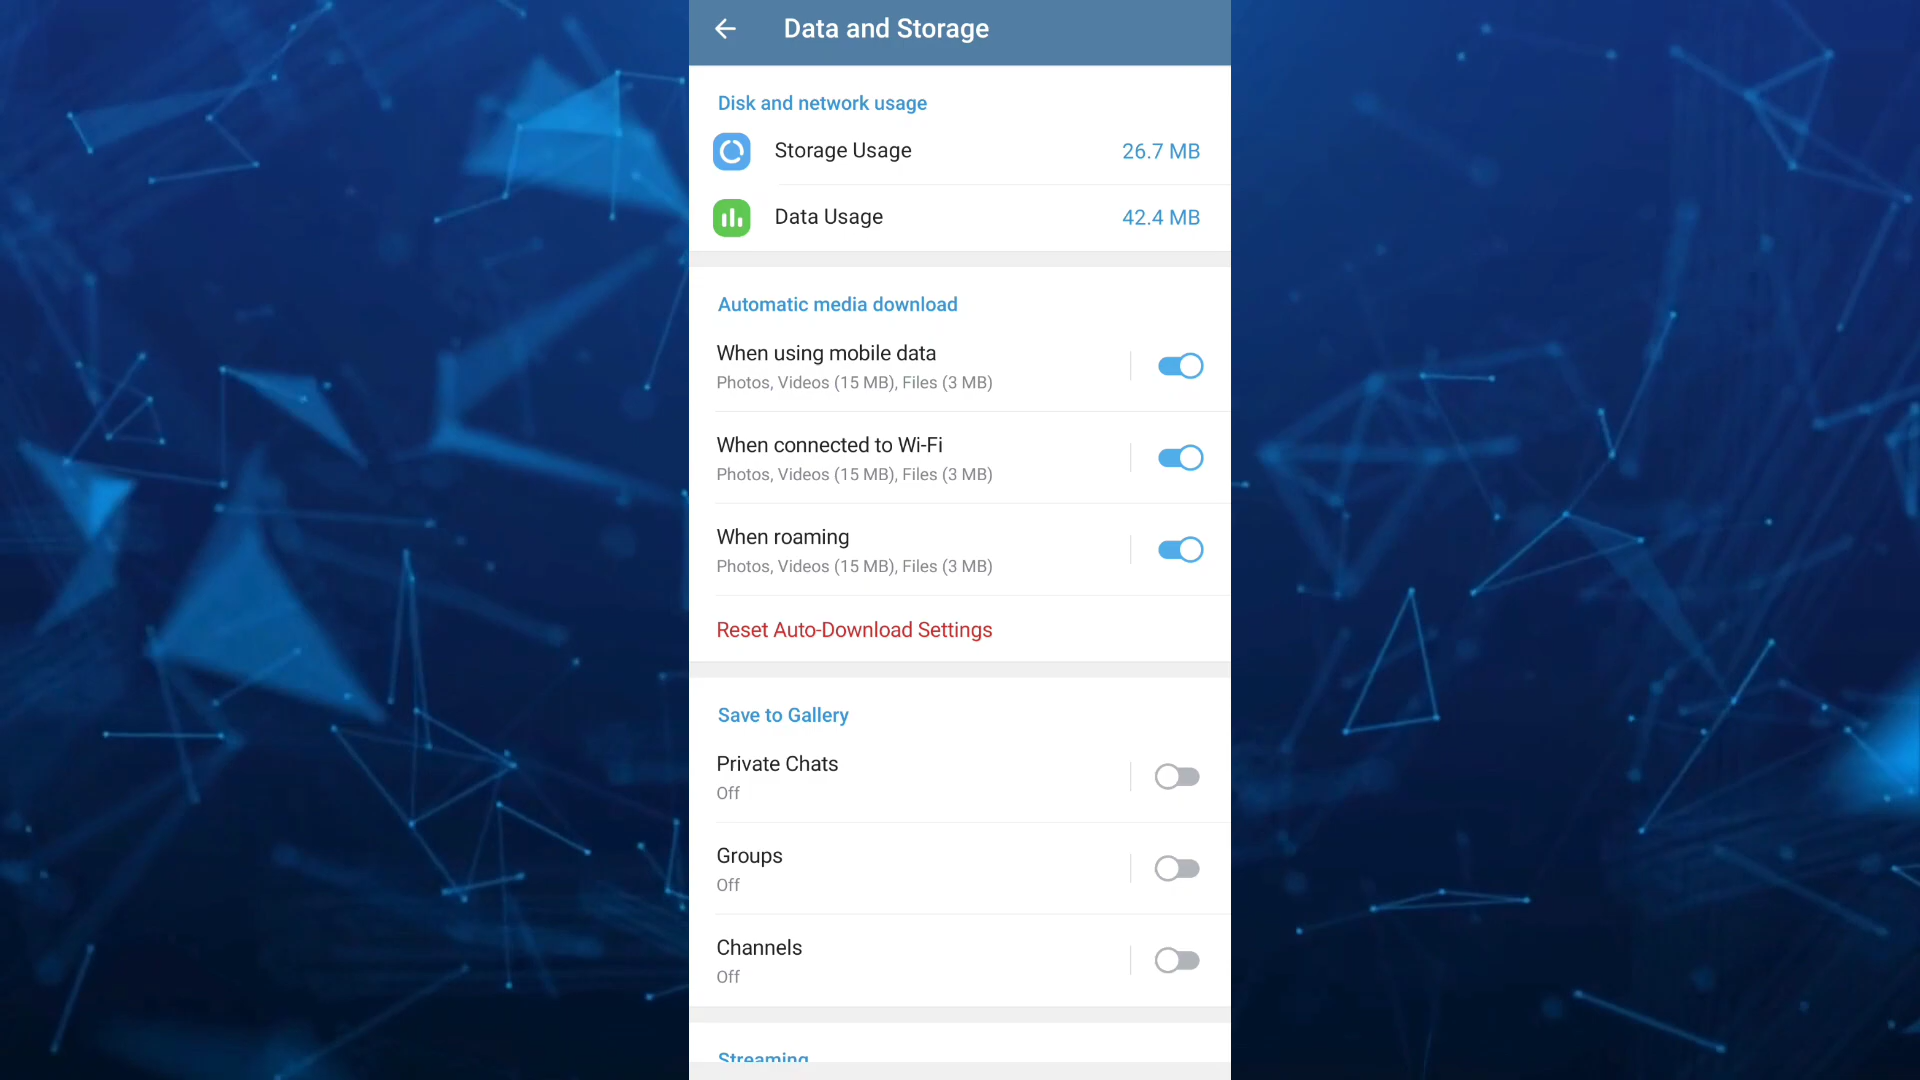 Data and Storage
Disk and network usage
Storage Usage 26.7 MB
Data Usage 42.4 MB
Automatic media download
When using mobile data
Photos, Videos (15 MB), Files (3 MB)
When connected to Wi-Fi
Photos, Videos (15 MB), Files (3 MB)
When roaming
Photos, Videos (15 MB), Files (3 MB)
Reset Auto-Download Settings
Save to Gallery
Private Chats
Off
Groups
Off
Channels
Off
Streaming